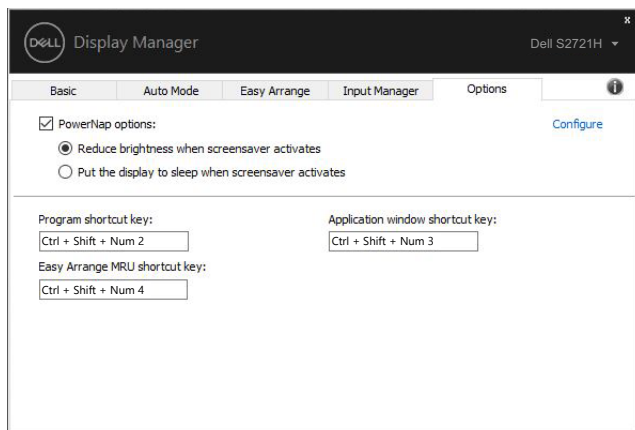 x
DELL Display Manager Dell S2721H
Basic Auto Mode Easy Arrange Input Manager Options i
PowerNap options: Configure
Reduce brightness when screensaver activates
Put the display to sleep when screensaver activates
Program shortcut key: Application window shortcut key:
Ctrl + Shift + Num 2 Ctrl + Shift + Num 3
Easy Arrange MRU shortcut key:
Ctrl + Shift + Num 4